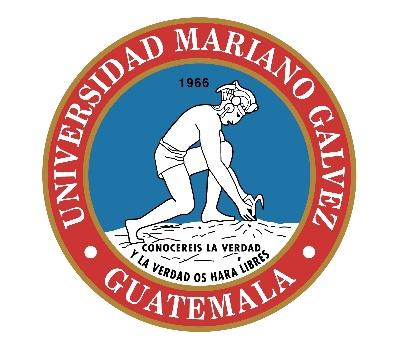 UNIVERSIDAD MARIANO GALVEZ
1966
CONOCEREIS LA VERDAD
Y LA VERDAD OS HARA LIBRES
GUATEMALA